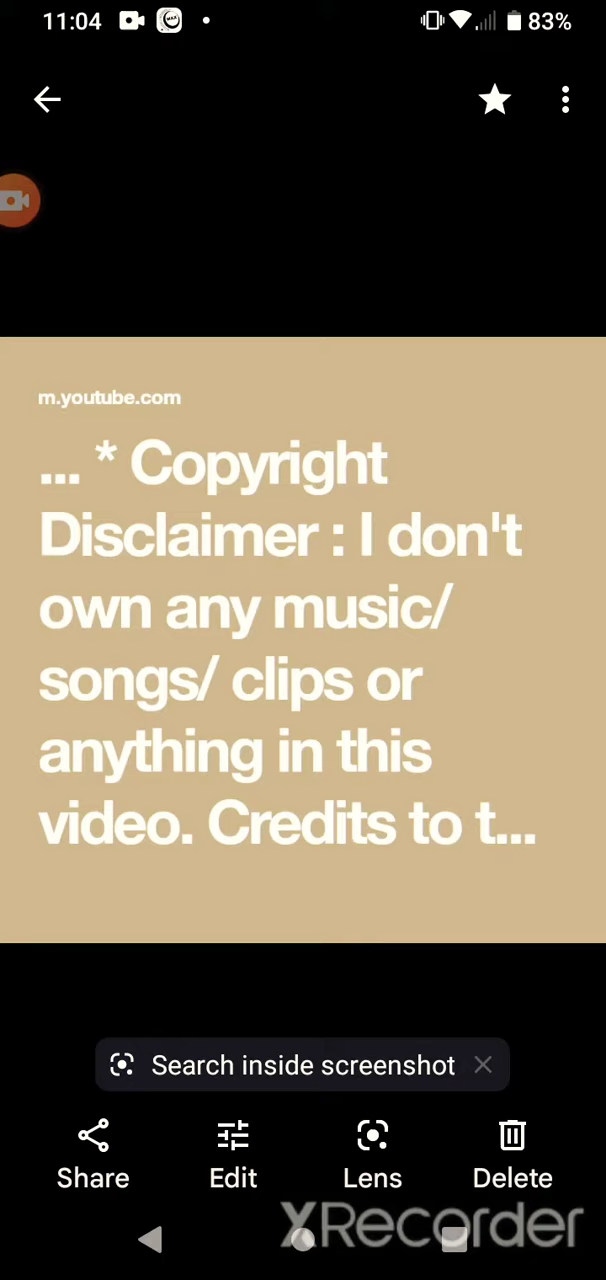 11:04 83%
m.youtube.com
... * Copyright
Disclaimer : I don't
own any music/
songs/ clips or
anything in this
video. Credits to t...
Search inside screenshot
Share Edit Lens Delete
XRecorder